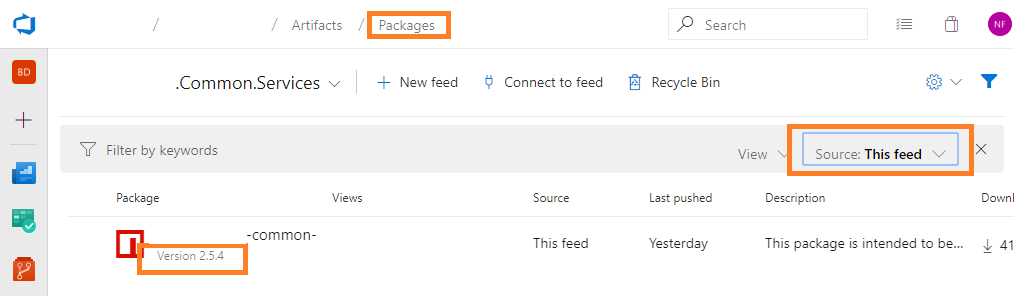 / / Artifacts / Packages Search NF
BD .Common.Services + New feed Connect to feed Recycle Bin
Filter by keywords View Source: This feed
Package Views Source Last pushed Description Downl
-common- This feed Yesterday This package is intended to be... 41
Version 2.5.4